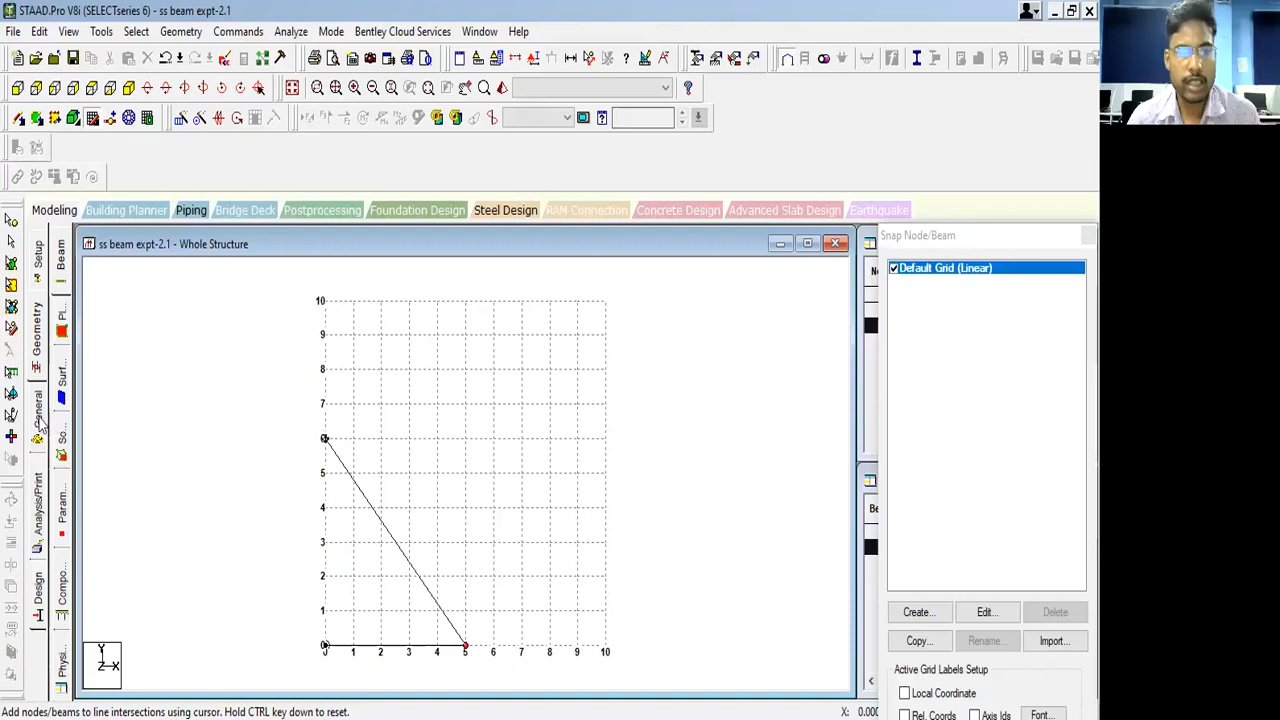 STAAD.Pro V8i (SELECTseries 6) - ss beam expt-2.1
File Edit View Tools Select Geometry Commands Analyze Mode Bentley Cloud Services Window Help
Modeling Building Planner Piping Bridge Deck Postprocessing Foundation Design Steel Design RAM Connection Concrete Design Advanced Slab Design Earthquake
Setup
Geometry
General
Analysis/Print
Design
Beam
Pl...
Surf...
So...
Param...
Compo...
Physi...
ss beam expt-2.1 - Whole Structure
10
9
8
7
5
4
3
2
1
0
1 2 3 4 5 6 7 8 9 10
Y
Z X
Be
Snap Node/Beam
Default Grid (Linear)
Create... Edit... Delete
Copy... Rename... Import...
Active Grid Labels Setup
Local Coordinate
Rel. Coords Axis Ids Font...
Add nodes/beams to line intersections using cursor. Hold CTRL key down to reset.
X: 0.000